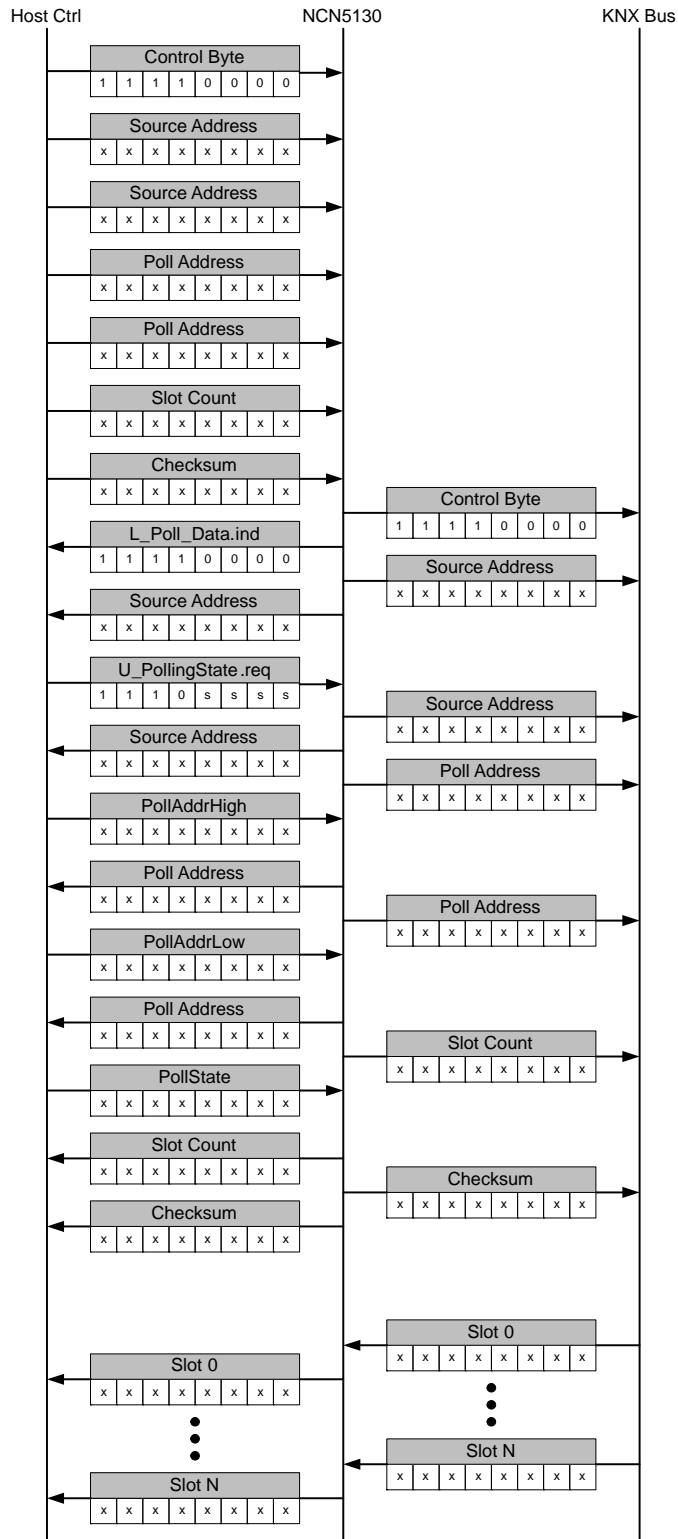 Host Ctrl NCN5130 KNX Bus
Control Byte
1 1 1 1 0 0 0 0
Source Address
x x x x x x x x
Source Address
x x x x x x x x
Poll Address
x x x x x x x x
Poll Address
x x x x x x x x
Slot Count
x x x x x x x x
Checksum
x x x x x x x x
Control Byte
1 1 1 1 0 0 0 0
L_Poll_Data.ind
1 1 1 1 0 0 0 0
Source Address
x x x x x x x x
Source Address
x x x x x x x x
U_PollingState.req
1 1 1 0 s s s s
Source Address
x x x x x x x x
Source Address
x x x x x x x x
Poll Address
x x x x x x x x
PollAddrHigh
x x x x x x x x
Poll Address
x x x x x x x x
Poll Address
x x x x x x x x
PollAddrLow
x x x x x x x x
Poll Address
x x x x x x x x
Slot Count
x x x x x x x x
PollState
x x x x x x x x
Slot Count
x x x x x x x x
Checksum
x x x x x x x x
Checksum
x x x x x x x x
Slot 0
x x x x x x x x
Slot 0
x x x x x x x x
Slot N
x x x x x x x x
Slot N
x x x x x x x x